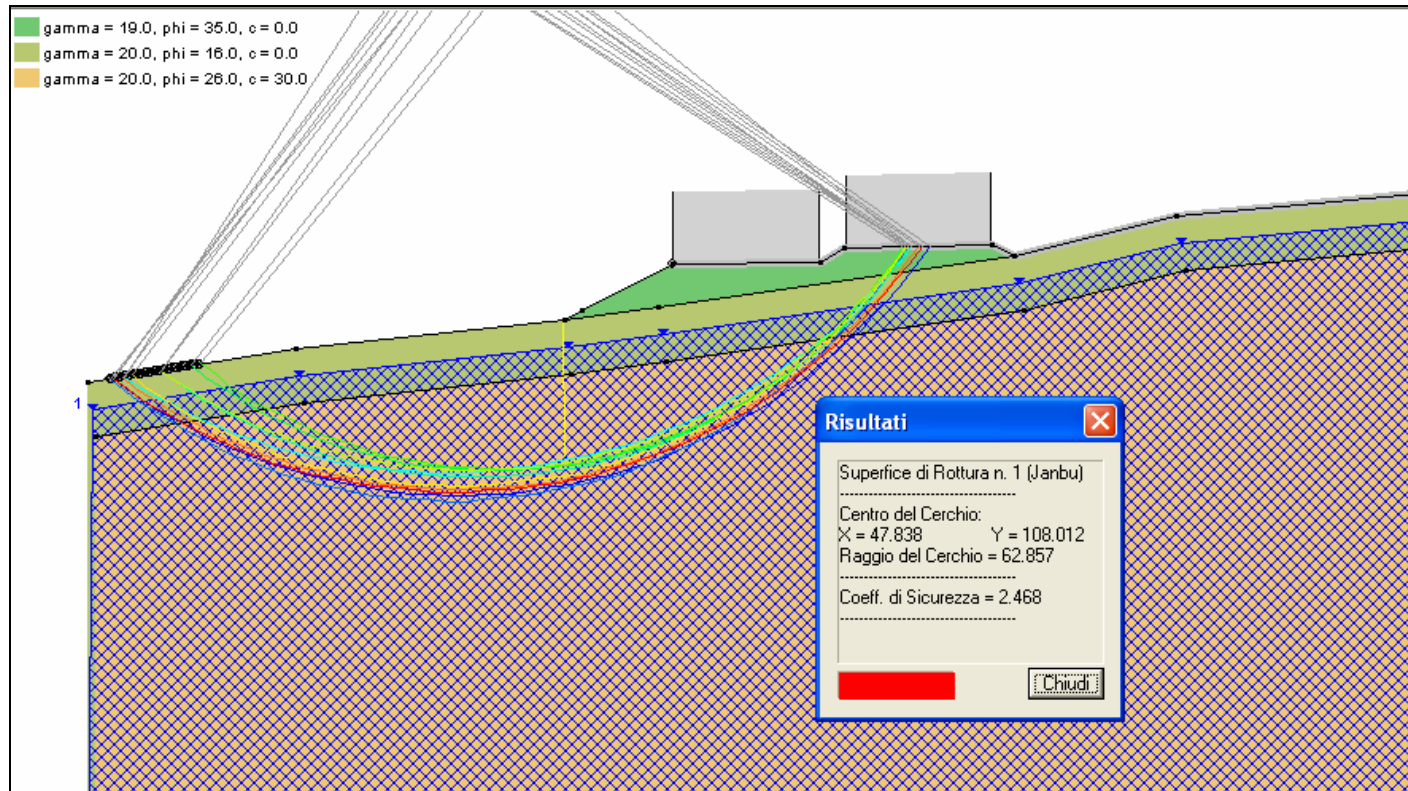 gamma = 19.0, phi = 35.0, c = 0.0
gamma = 20.0, phi = 16.0, c = 0.0
gamma = 20.0, phi = 26.0, c = 30.0
1
Risultati
Superfice di Rottura n. 1 (Janbu)
------------------------------------
Centro del Cerchio:
X = 47.838 Y = 108.012
Raggio del Cerchio = 62.857
------------------------------------
Coeff. di Sicurezza = 2.468
------------------------------------
Chiudi